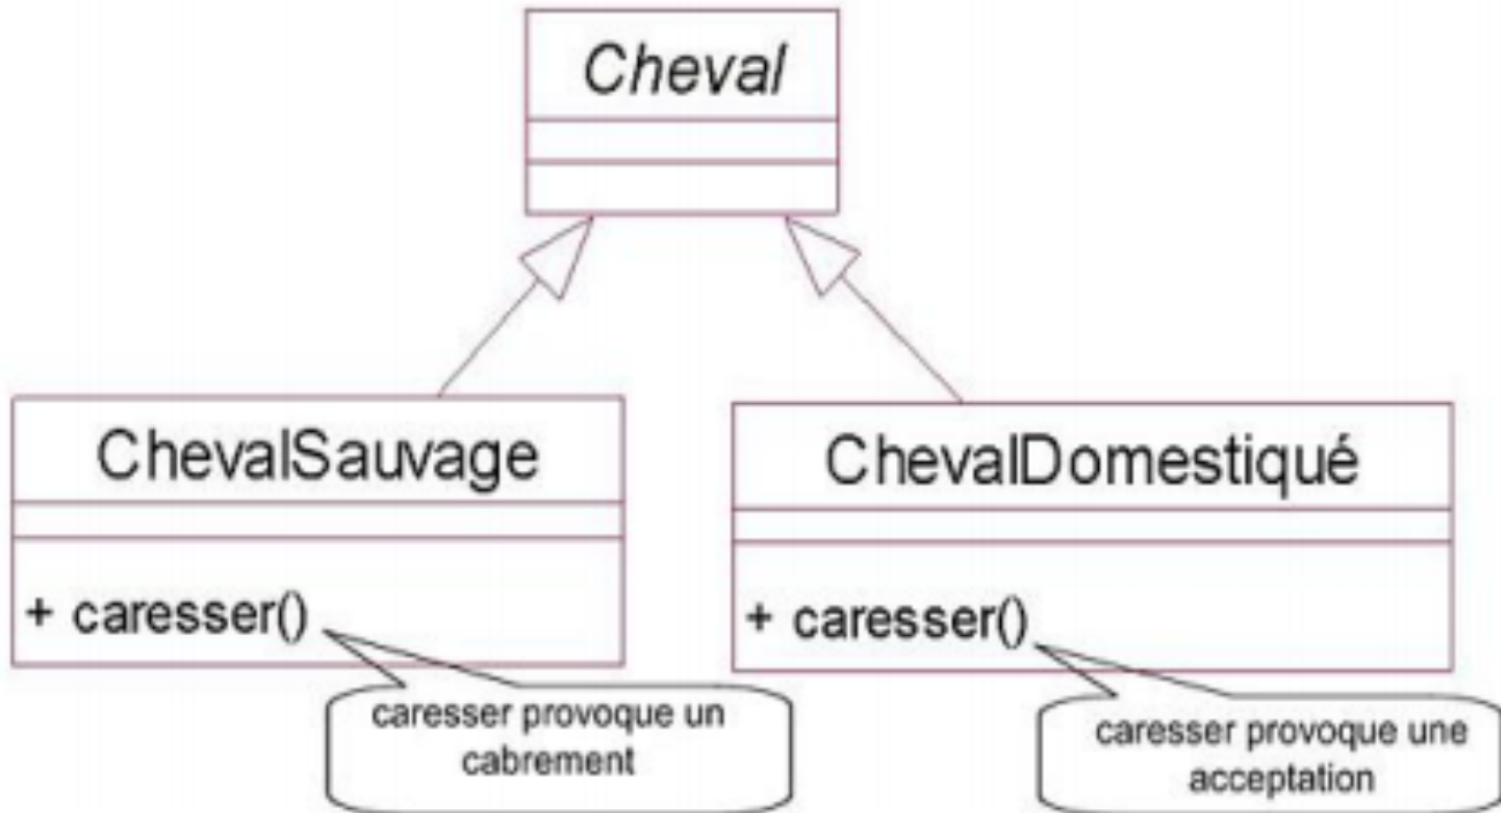 Cheval
ChevalSauvage
+ caresser()
caresser provoque un
cabrement
ChevalDomestiqué
+ caresser()
caresser provoque une
acceptation